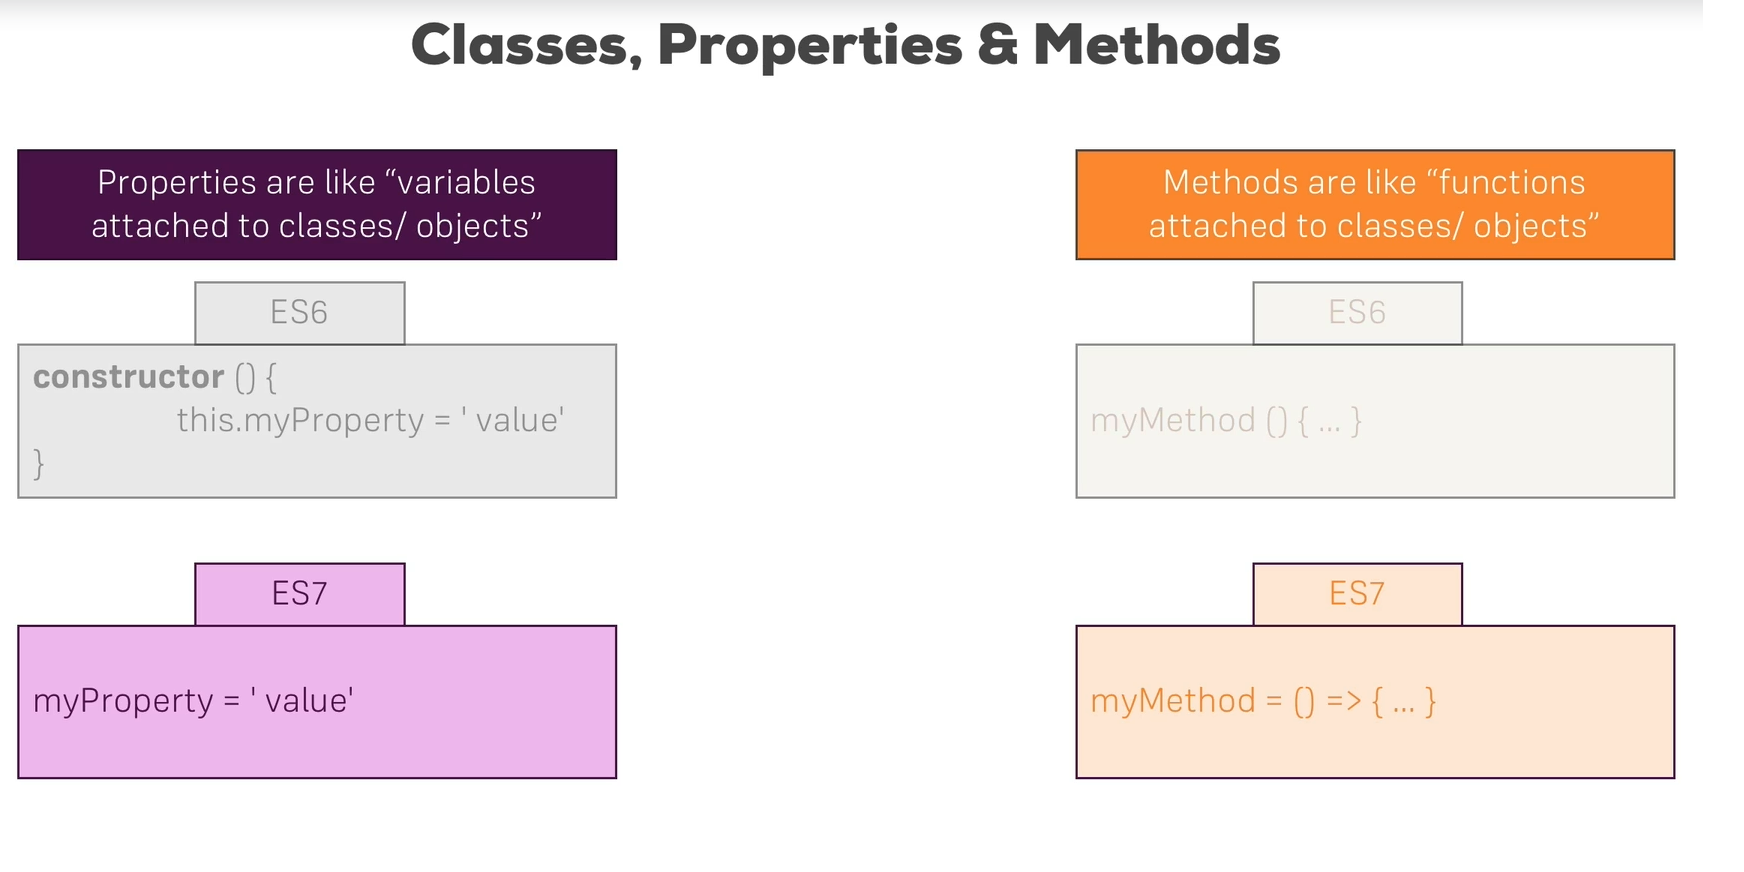 Classes, Properties & Methods
Properties are like “variables
attached to classes/ objects”
ES6
constructor () {
this.myProperty = ' value'
}
ES7
myProperty = ' value'
Methods are like “functions
attached to classes/ objects”
ES6
myMethod () { ... }
ES7
myMethod = () => { ... }